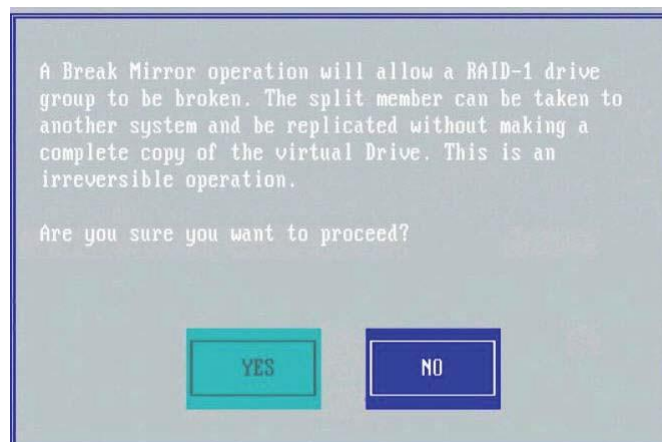 A Break Mirror operation will allow a RAID-1 drive
group to be broken. The split member can be taken to
another system and be replicated without making a
complete copy of the virtual Drive. This is an
irreversible operation.
Are you sure you want to proceed?
YES
NO